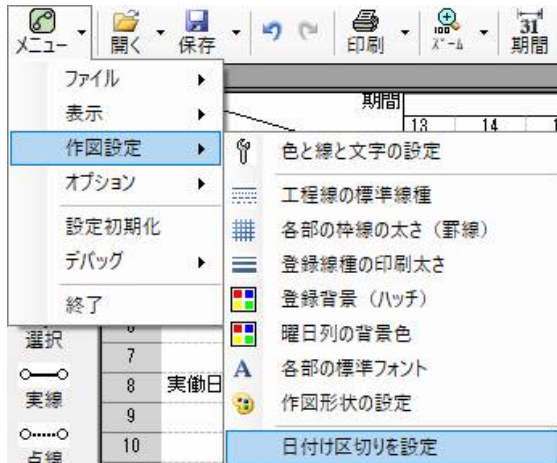 メニュー
開く
保存
印刷
100
ズーム
31
期間
ファイル
表示
作図設定
オプション
設定初期化
デバッグ
終了
期間
13 14 1
色と線と文字の設定
工程線の標準線種
各部の枠線の太さ（罫線）
登録線種の印刷太さ
登録背景（ハッチ）
曜日列の背景色
A 各部の標準フォント
作図形状の設定
日付け区切りを設定
選択
7
実線
8 実働日
9
10
点線